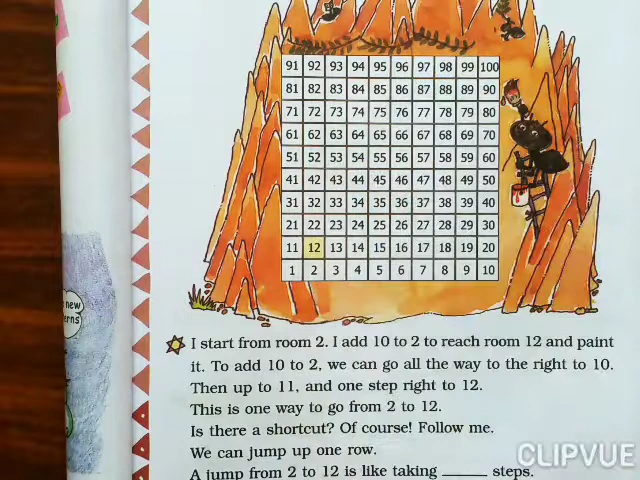 91 92 93 94 95 96 97 98 99 100
81 82 83 84 85 86 87 88 89 90
71 72 73 74 75 76 77 78 79 80
61 62 63 64 65 66 67 68 69 70
51 52 53 54 55 56 57 58 59 60
41 42 43 44 45 46 47 48 49 50
31 32 33 34 35 36 37 38 39 40
21 22 23 24 25 26 27 28 29 30
11 12 13 14 15 16 17 18 19 20
1 2 3 4 5 6 7 8 9 10
new
erns
I start from room 2. I add 10 to 2 to reach room 12 and paint
it. To add 10 to 2, we can go all the way to the right to 10.
Then up to 11, and one step right to 12.
This is one way to go from 2 to 12.
Is there a shortcut? Of course! Follow me.
We can jump up one row.
A jump from 2 to 12 is like taking _____ steps.
CLIPVUE